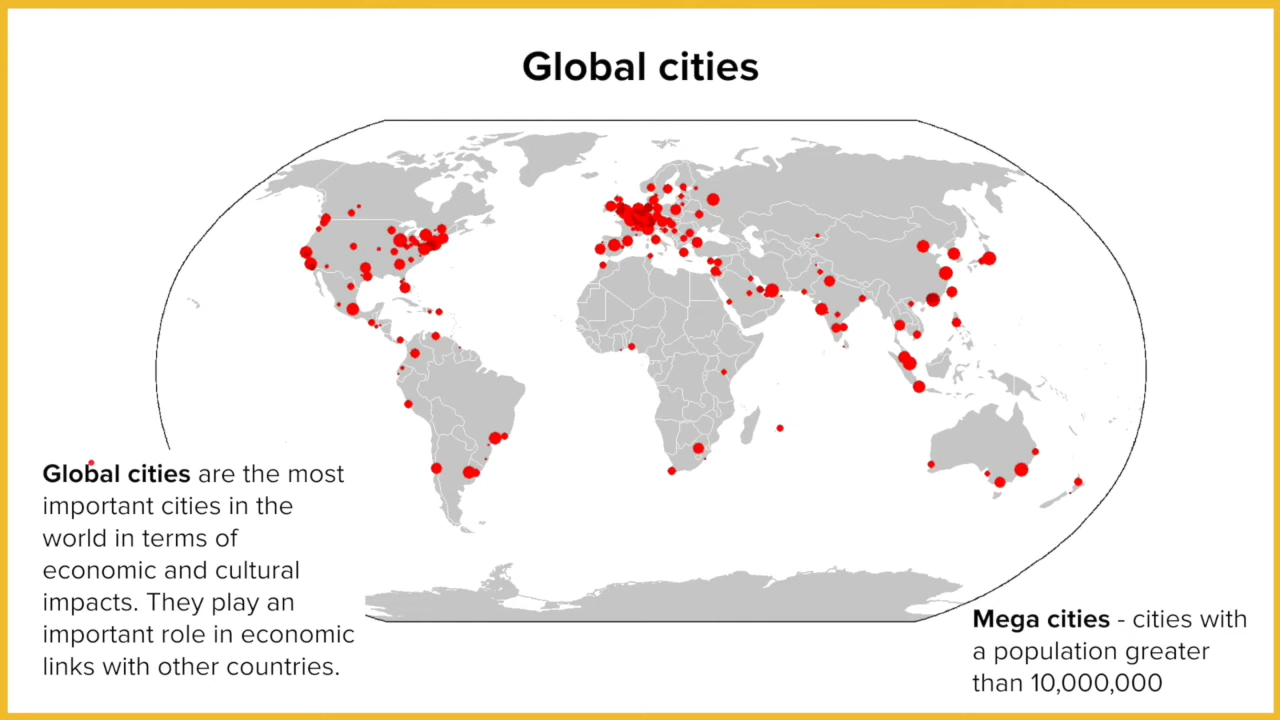 Global cities
Global cities are the most
important cities in the
world in terms of
economic and cultural
impacts. They play an
important role in economic
links with other countries.
Mega cities - cities with
a population greater
than 10,000,000